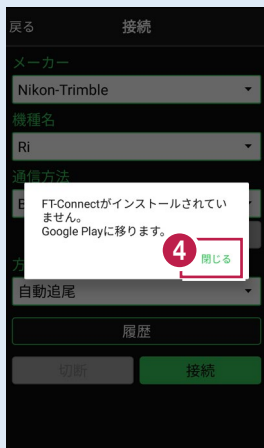 戻る 接続
メーカー
Nikon-Trimble
機種名
Ri
通信方法
FT-Connectがインストールされてい
ません。
Google Playに移ります。
4
閉じる
自動追尾
履歴
切断 接続